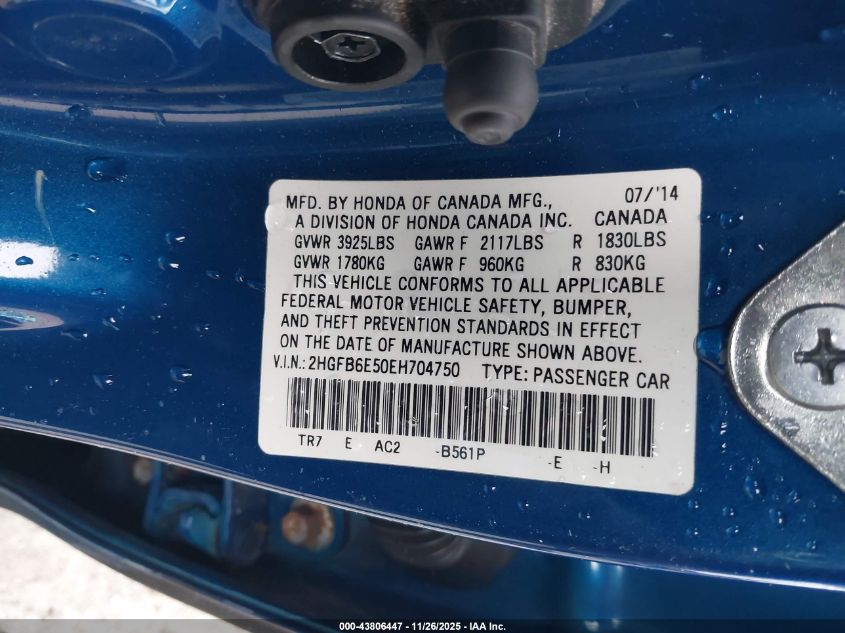 MFD. BY HONDA OF CANADA MFG., 07/'14
A DIVISION OF HONDA CANADA INC. CANADA
GVWR 3925LBS GAWR F 2117LBS R 1830LBS
GVWR 1780KG GAWR F 960KG R 830KG
THIS VEHICLE CONFORMS TO ALL APPLICABLE
FEDERAL MOTOR VEHICLE SAFETY, BUMPER,
AND THEFT PREVENTION STANDARDS IN EFFECT
ON THE DATE OF MANUFACTURE SHOWN ABOVE.
V.I.N.: 2HGFB6E50EH704750 TYPE: PASSENGER CAR
TR7 E AC2 -B561P -E -H
000-43806447 - 11/26/2025 - IAA Inc.